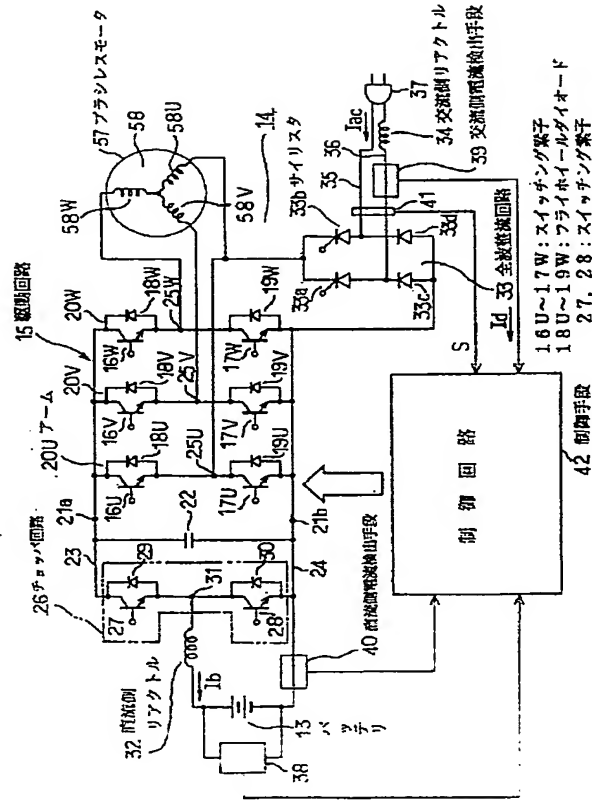 57 ブラシレスモータ
58
58U
58V
58W
14
15 駆動回路
20W
20V
20U アーム
18W
18V
18U
25W
25V
25U
16W
16V
16U
19W
19V
19U
17W
17V
17U
21a
21b
22
23
24
26 チョッパ回路
27
28
29
30
31
32 直流側
リアクトル
Ib
13
バッテリ
38
40 直流側電流検出手段
33b サイリスタ
33a
33c
33d
33 全波整流回路
35
36
Iac
37
34 交流側リアクトル
39 交流側電流検出手段
41
S
Id
制御回路
42 制御手段
16U~17W:スイッチング素子
18U~19W:フライホイールダイオード
27, 28:スイッチング素子